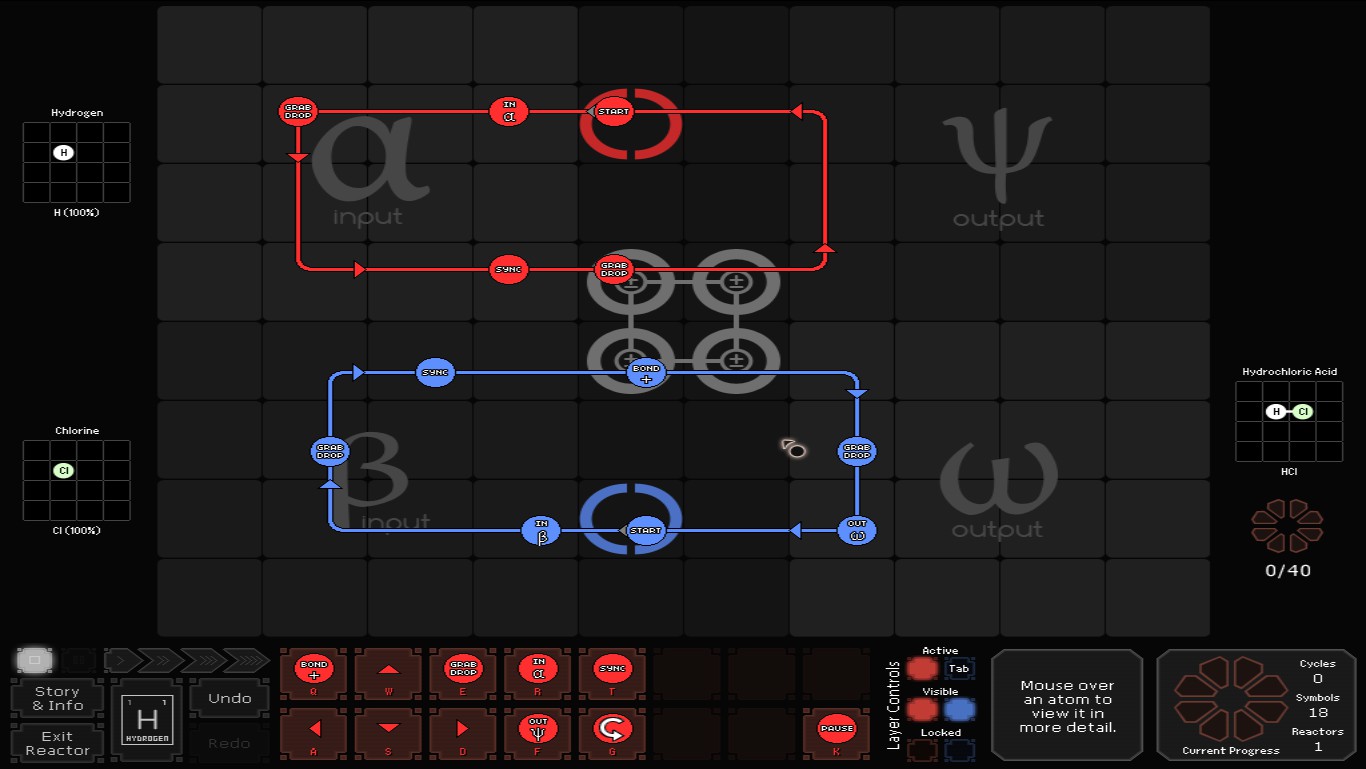 Hydrogen
H
H (100%)
Chlorine
Cl
Cl (100%)
α
input
β
input
ψ
output
ω
output
GRAB
DROP
IN
α
START
SYNC
GRAB
DROP
±
±
±
±
SYNC
BOND
+
GRAB
DROP
GRAB
DROP
IN
β
START
OUT
ω
Hydrochloric Acid
H Cl
HCl
0/40
Story
& Info
Exit
Reactor
1 1
H
HYDROGEN
Undo
Redo
BOND
+
Q
W
GRAB
DROP
E
IN
α
R
SYNC
T
A
S
D
OUT
ψ
F
G
PAUSE
K
Layer Controls
Active
Tab
Visible
Locked
Mouse over
an atom to
view it in
more detail.
Cycles
0
Symbols
18
Reactors
1
Current Progress